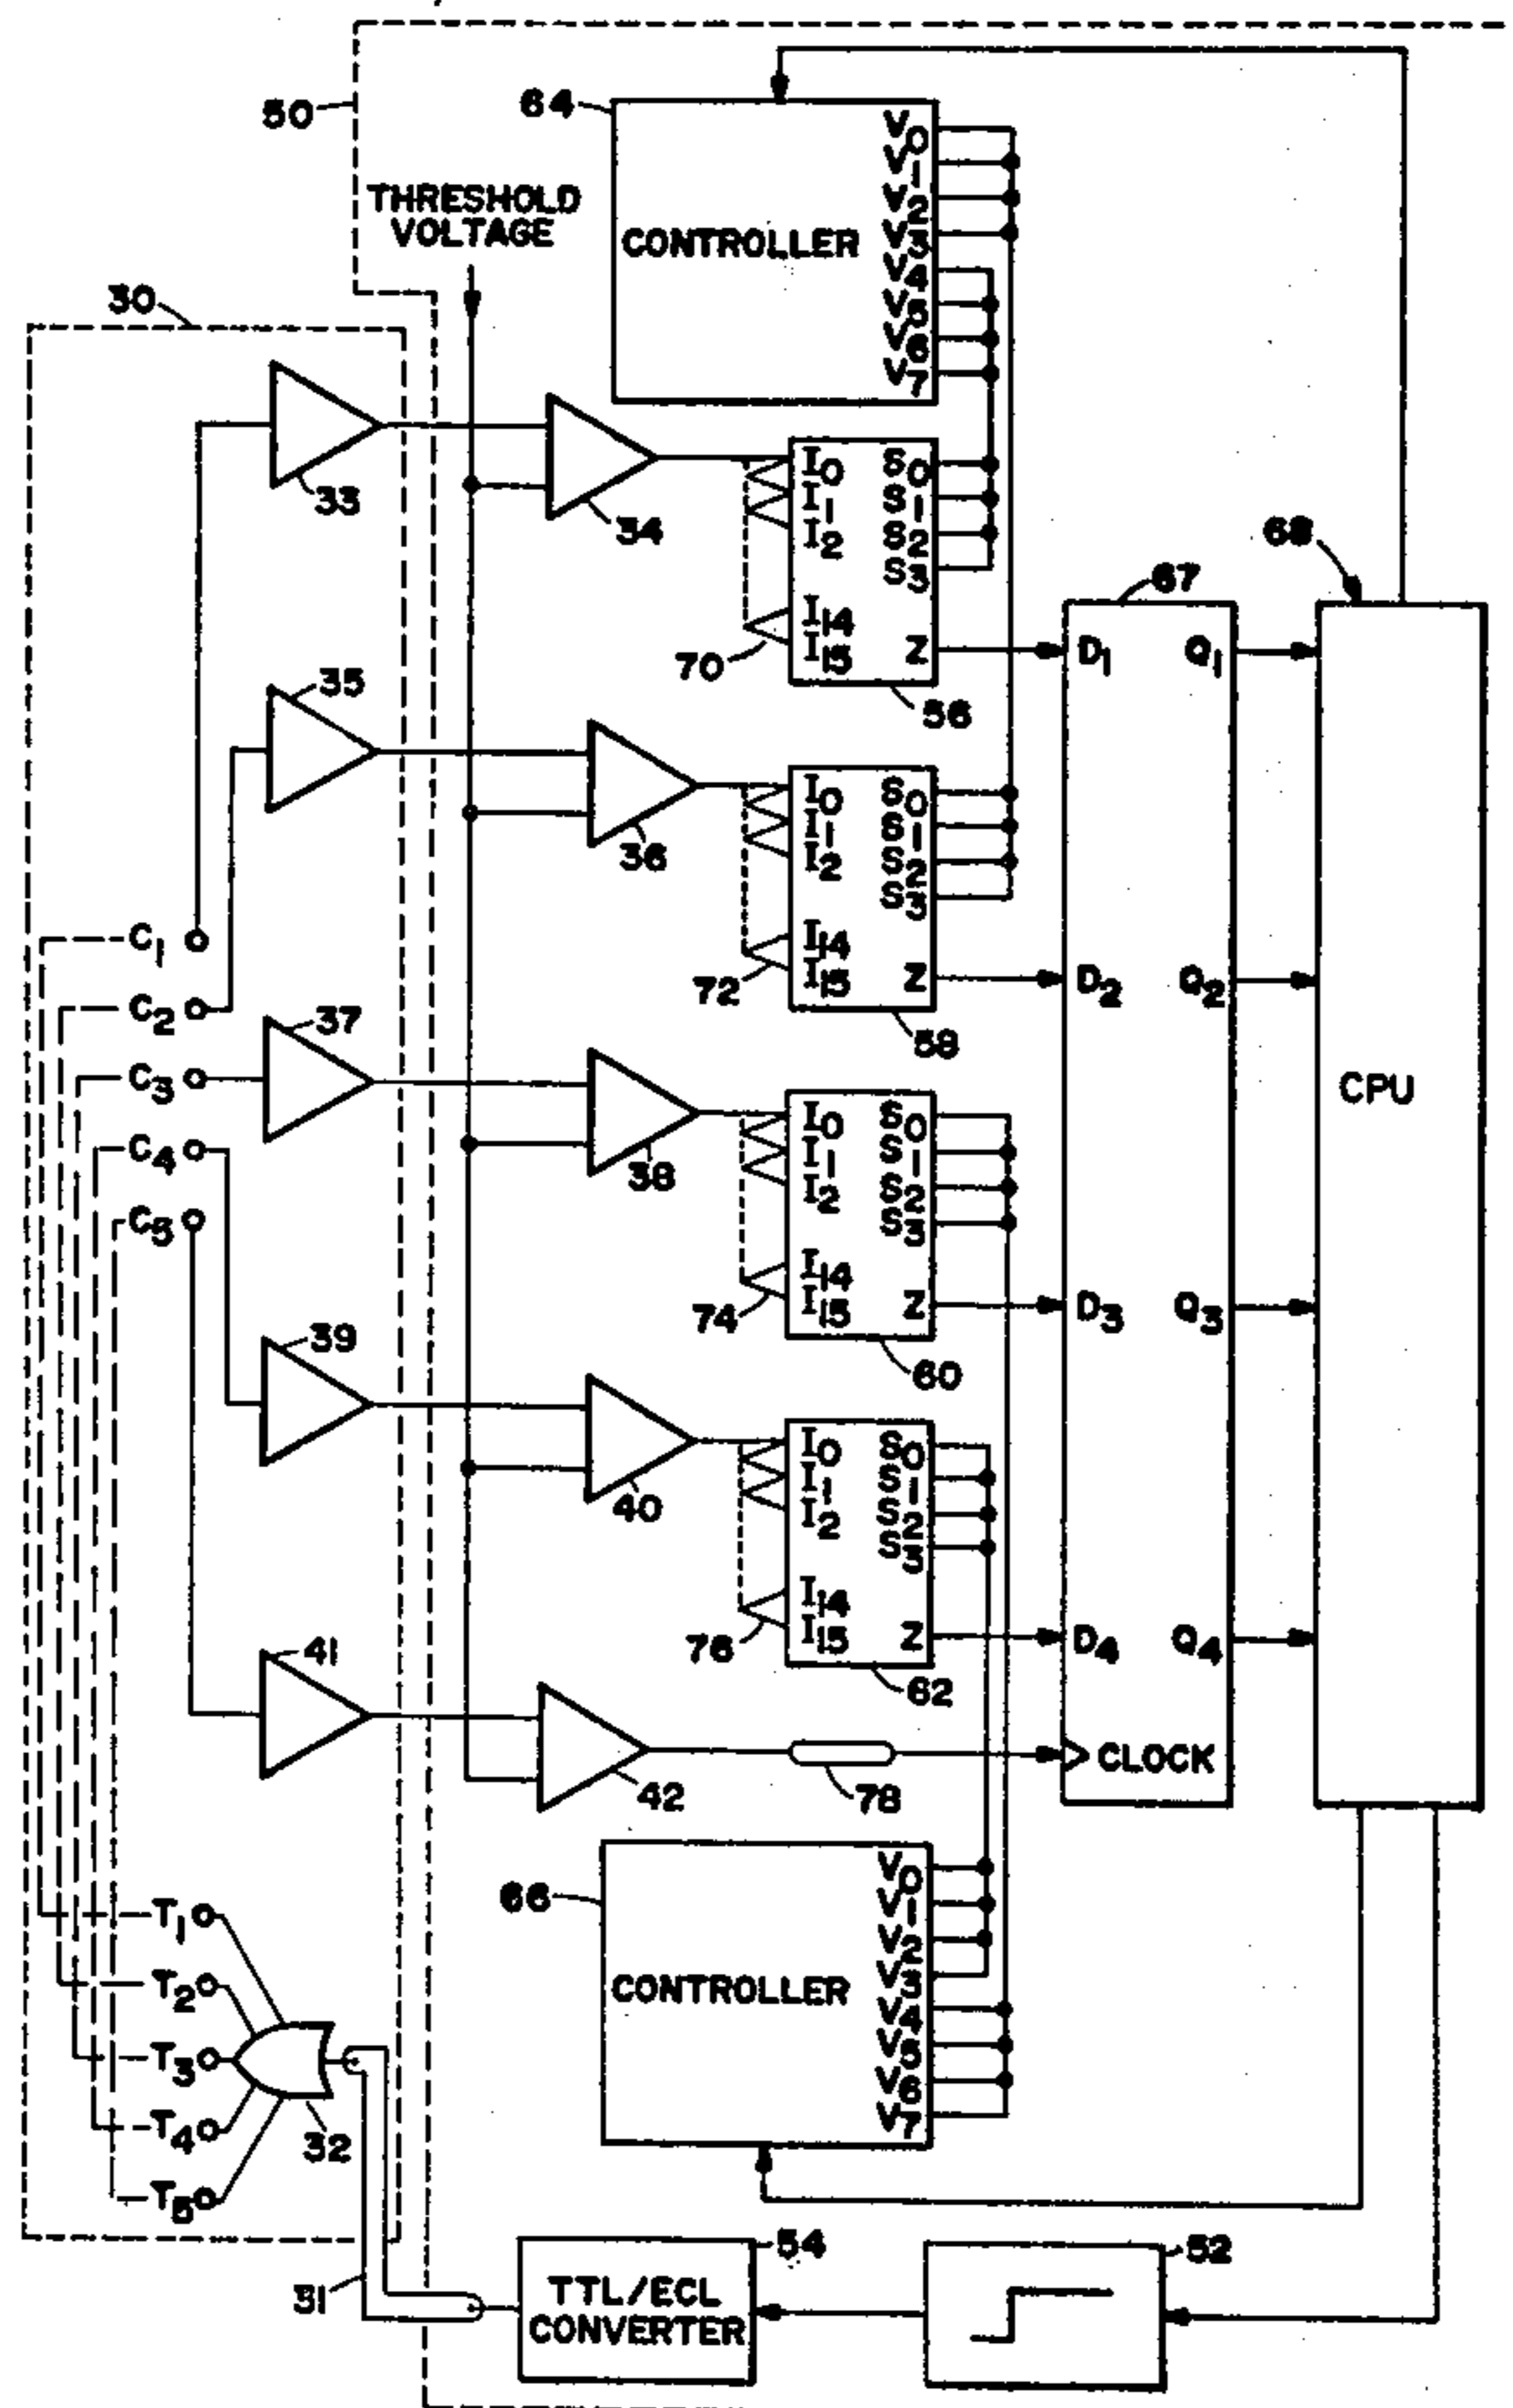 50
64
THRESHOLD
VOLTAGE
CONTROLLER
V0
V1
V2
V3
V4
V5
V6
V7
30
33
34
I0 S0
I1 S1
I2 S2
S3
I14
I15 Z
70
56
67
68
D1 Q1
35
36
I0 S0
I1 S1
I2 S2
S3
I14
I15 Z
72
58
D2 Q2
C1
C2
C3
C4
C5
37
38
I0 S0
I1 S1
I2 S2
S3
I14
I15 Z
74
60
D3 Q3
CPU
39
40
I0 S0
I1 S1
I2 S2
S3
I14
I15 Z
76
62
D4 Q4
41
42
78
CLOCK
66
CONTROLLER
V0
V1
V2
V3
V4
V5
V6
V7
T1
T2
T3
T4
T5
32
31
54
TTL/ECL
CONVERTER
52